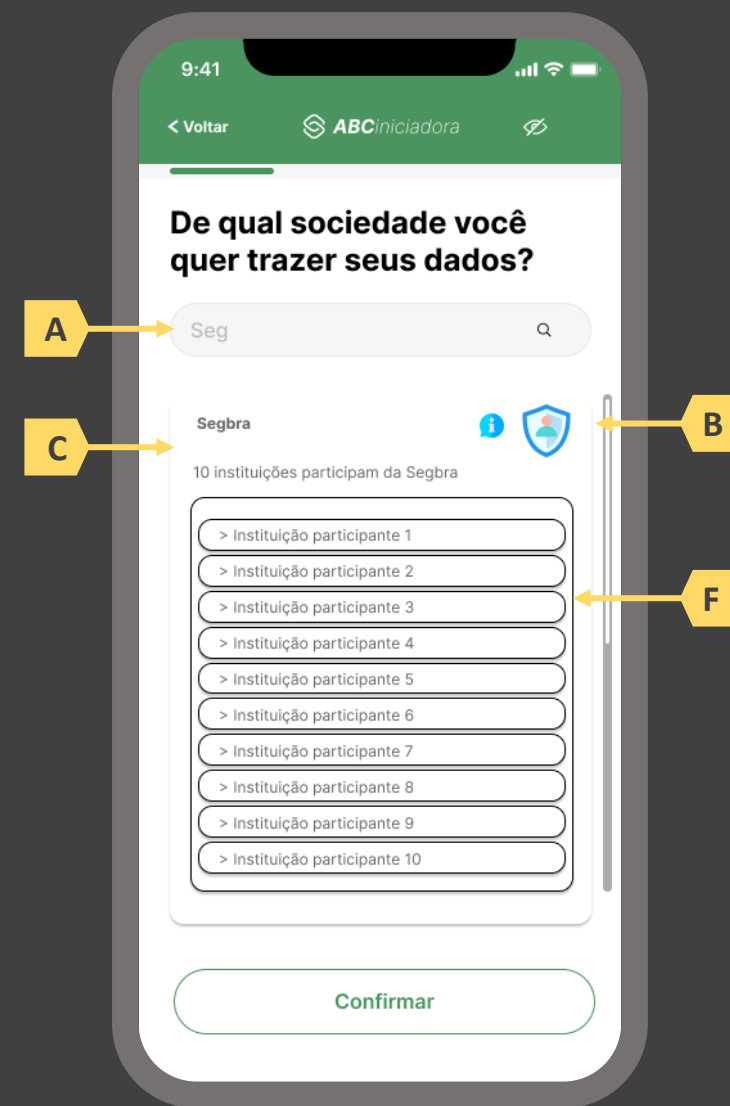 9:41
< Voltar
ABCiniciadora
De qual sociedade você
quer trazer seus dados?
A
Seg
B
Segbra
i
C
10 instituições participam da Segbra
> Instituição participante 1
> Instituição participante 2
> Instituição participante 3
F
> Instituição participante 4
> Instituição participante 5
> Instituição participante 6
> Instituição participante 7
> Instituição participante 8
> Instituição participante 9
> Instituição participante 10
Confirmar